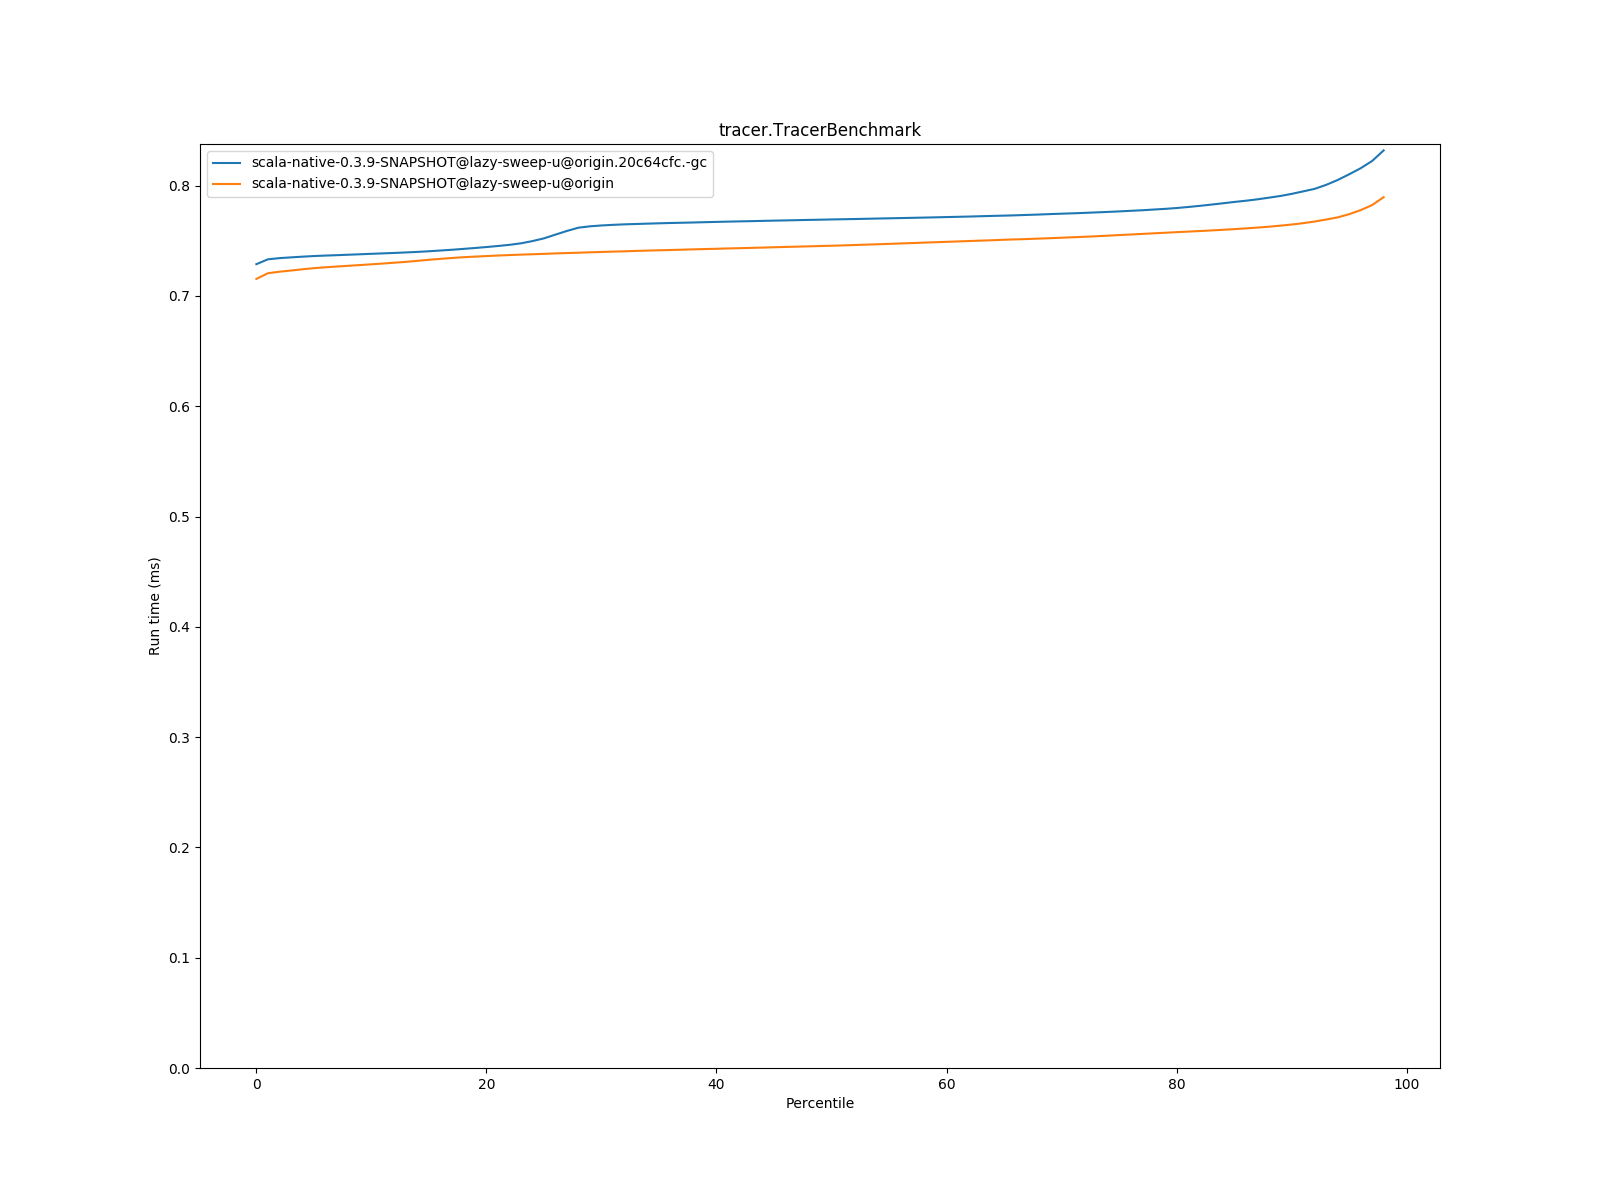 tracer.TracerBenchmark
scala-native-0.3.9-SNAPSHOT@lazy-sweep-u@origin.20c64cfc.-gc
scala-native-0.3.9-SNAPSHOT@lazy-sweep-u@origin
0.8
0.7
0.6
0.5
0.4
0.3
0.2
0.1
0.0
Run time (ms)
0 20 40 60 80 100
Percentile